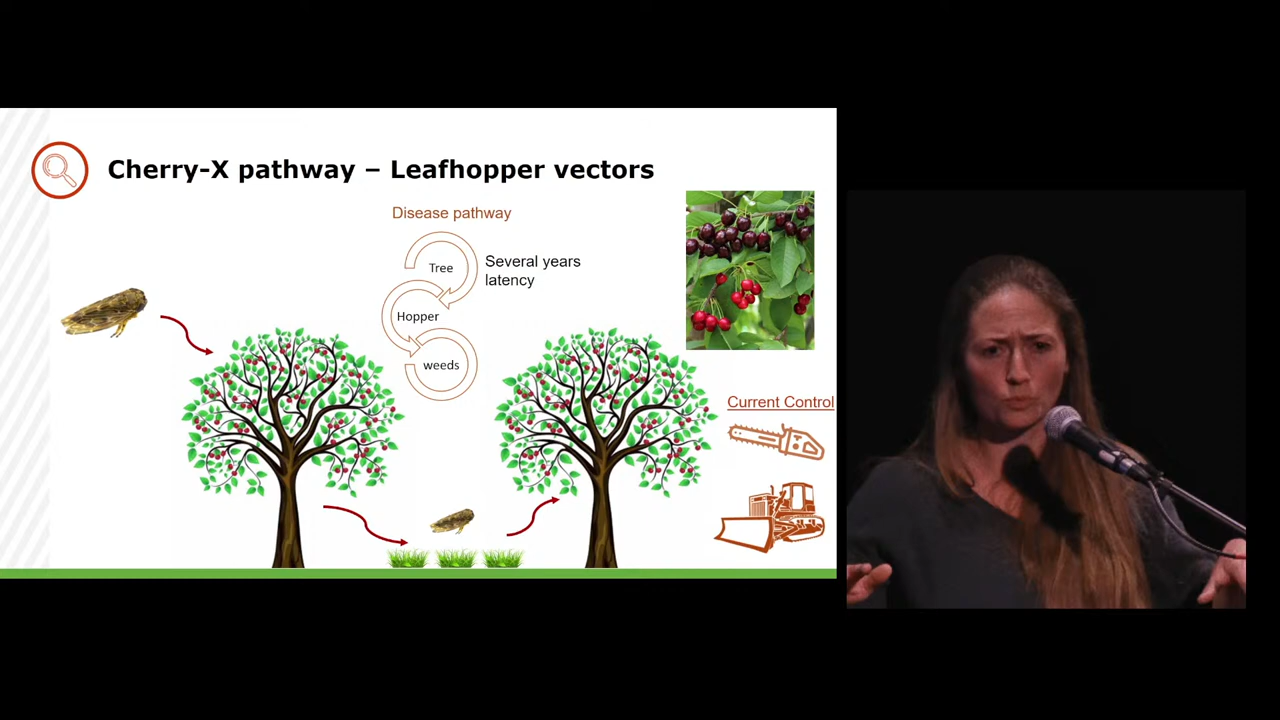 Cherry-X pathway – Leafhopper vectors
Disease pathway
Tree
Several years
latency
Hopper
weeds
Current Control